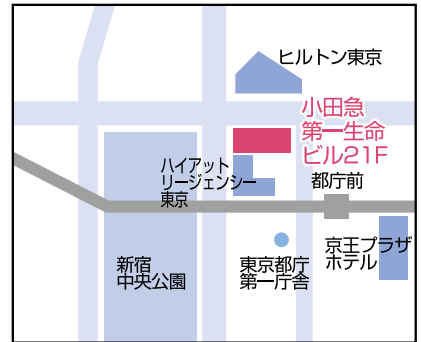 ヒルトン東京
小田急
第一生命
ビル21F
ハイアット
リージェンシー
東京
都庁前
京王プラザ
ホテル
新宿
中央公園
東京都庁
第一庁舎